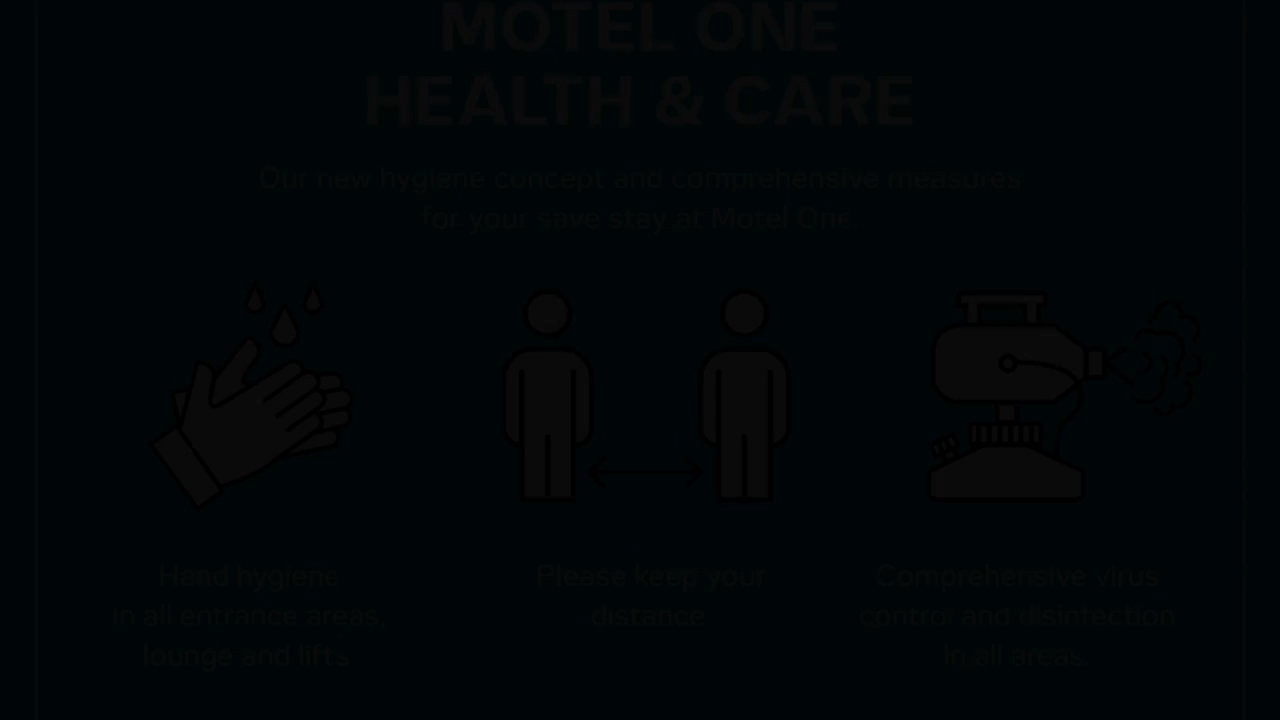 MOTEL ONE
HEALTH & CARE
Our new hygiene concept and comprehensive measures
for your save stay at Motel One.
Hand hygiene
in all entrance areas,
lounge and lifts
Please keep your
distance
Comprehensive virus
control and disinfection
in all areas